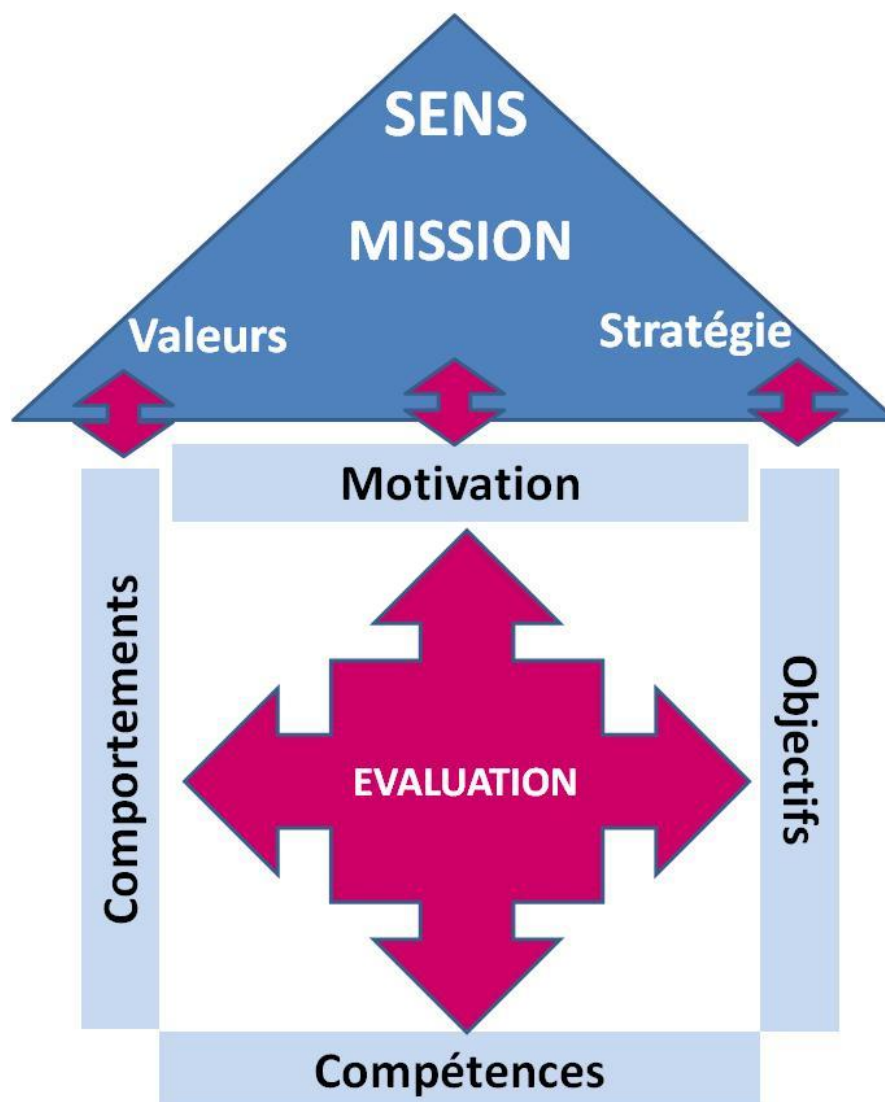 SENS
MISSION
Valeurs
Stratégie
Motivation
Comportements
EVALUATION
Objectifs
Compétences